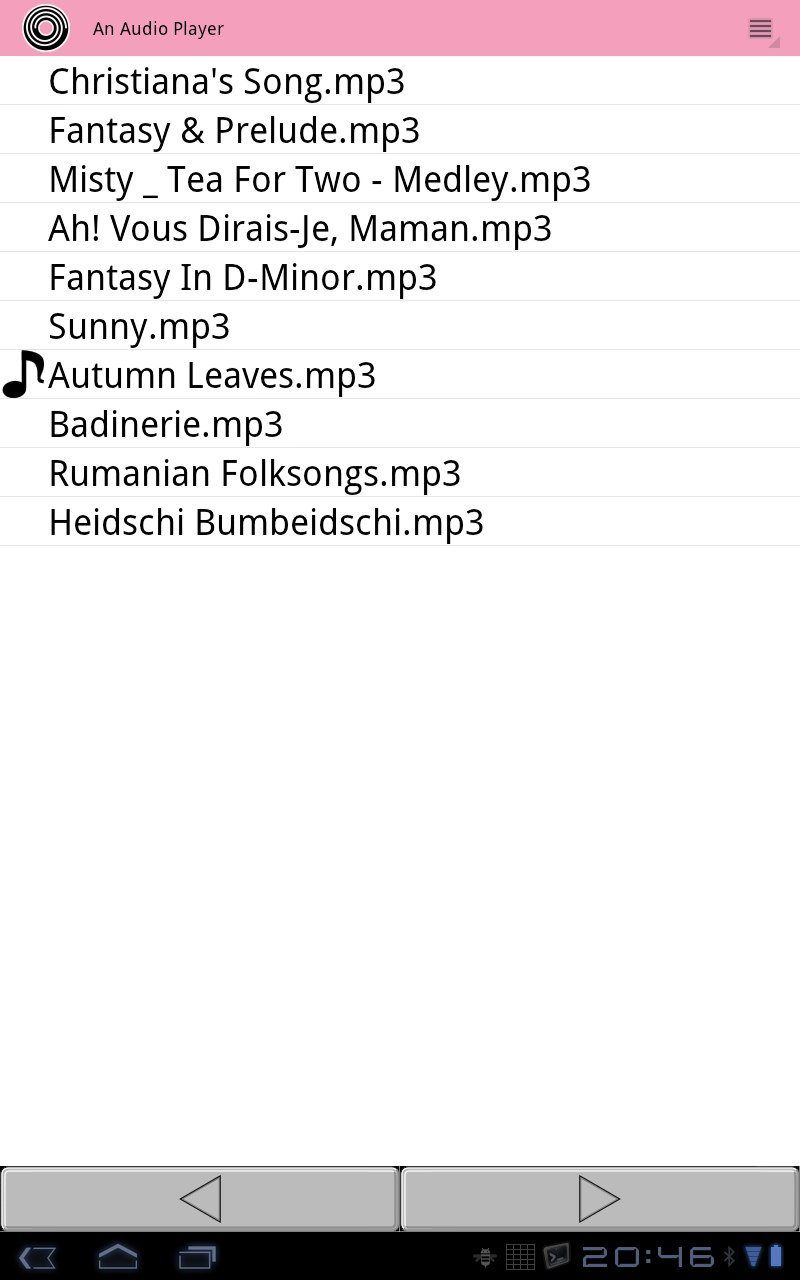 An Audio Player
Christiana's Song.mp3
Fantasy & Prelude.mp3
Misty _ Tea For Two - Medley.mp3
Ah! Vous Dirais-Je, Maman.mp3
Fantasy In D-Minor.mp3
Sunny.mp3
Autumn Leaves.mp3
Badinerie.mp3
Rumanian Folksongs.mp3
Heidschi Bumbeidschi.mp3
20:46